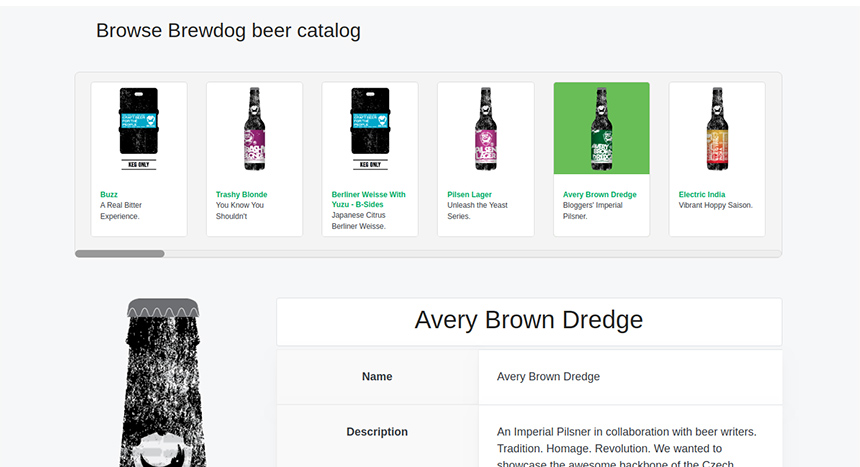 Browse Brewdog beer catalog
KEG ONLY
KEG ONLY
Buzz
A Real Bitter
Experience.
Trashy Blonde
You Know You
Shouldn't
Berliner Weisse With
Yuzu - B-Sides
Japanese Citrus
Berliner Weisse.
Pilsen Lager
Unleash the Yeast
Series.
Avery Brown Dredge
Bloggers' Imperial
Pilsner.
Electric India
Vibrant Hoppy Saison.
Avery Brown Dredge
Name
Avery Brown Dredge
Description
An Imperial Pilsner in collaboration with beer writers.
Tradition. Homage. Revolution. We wanted to
showcase the awesome backbone of the Czech